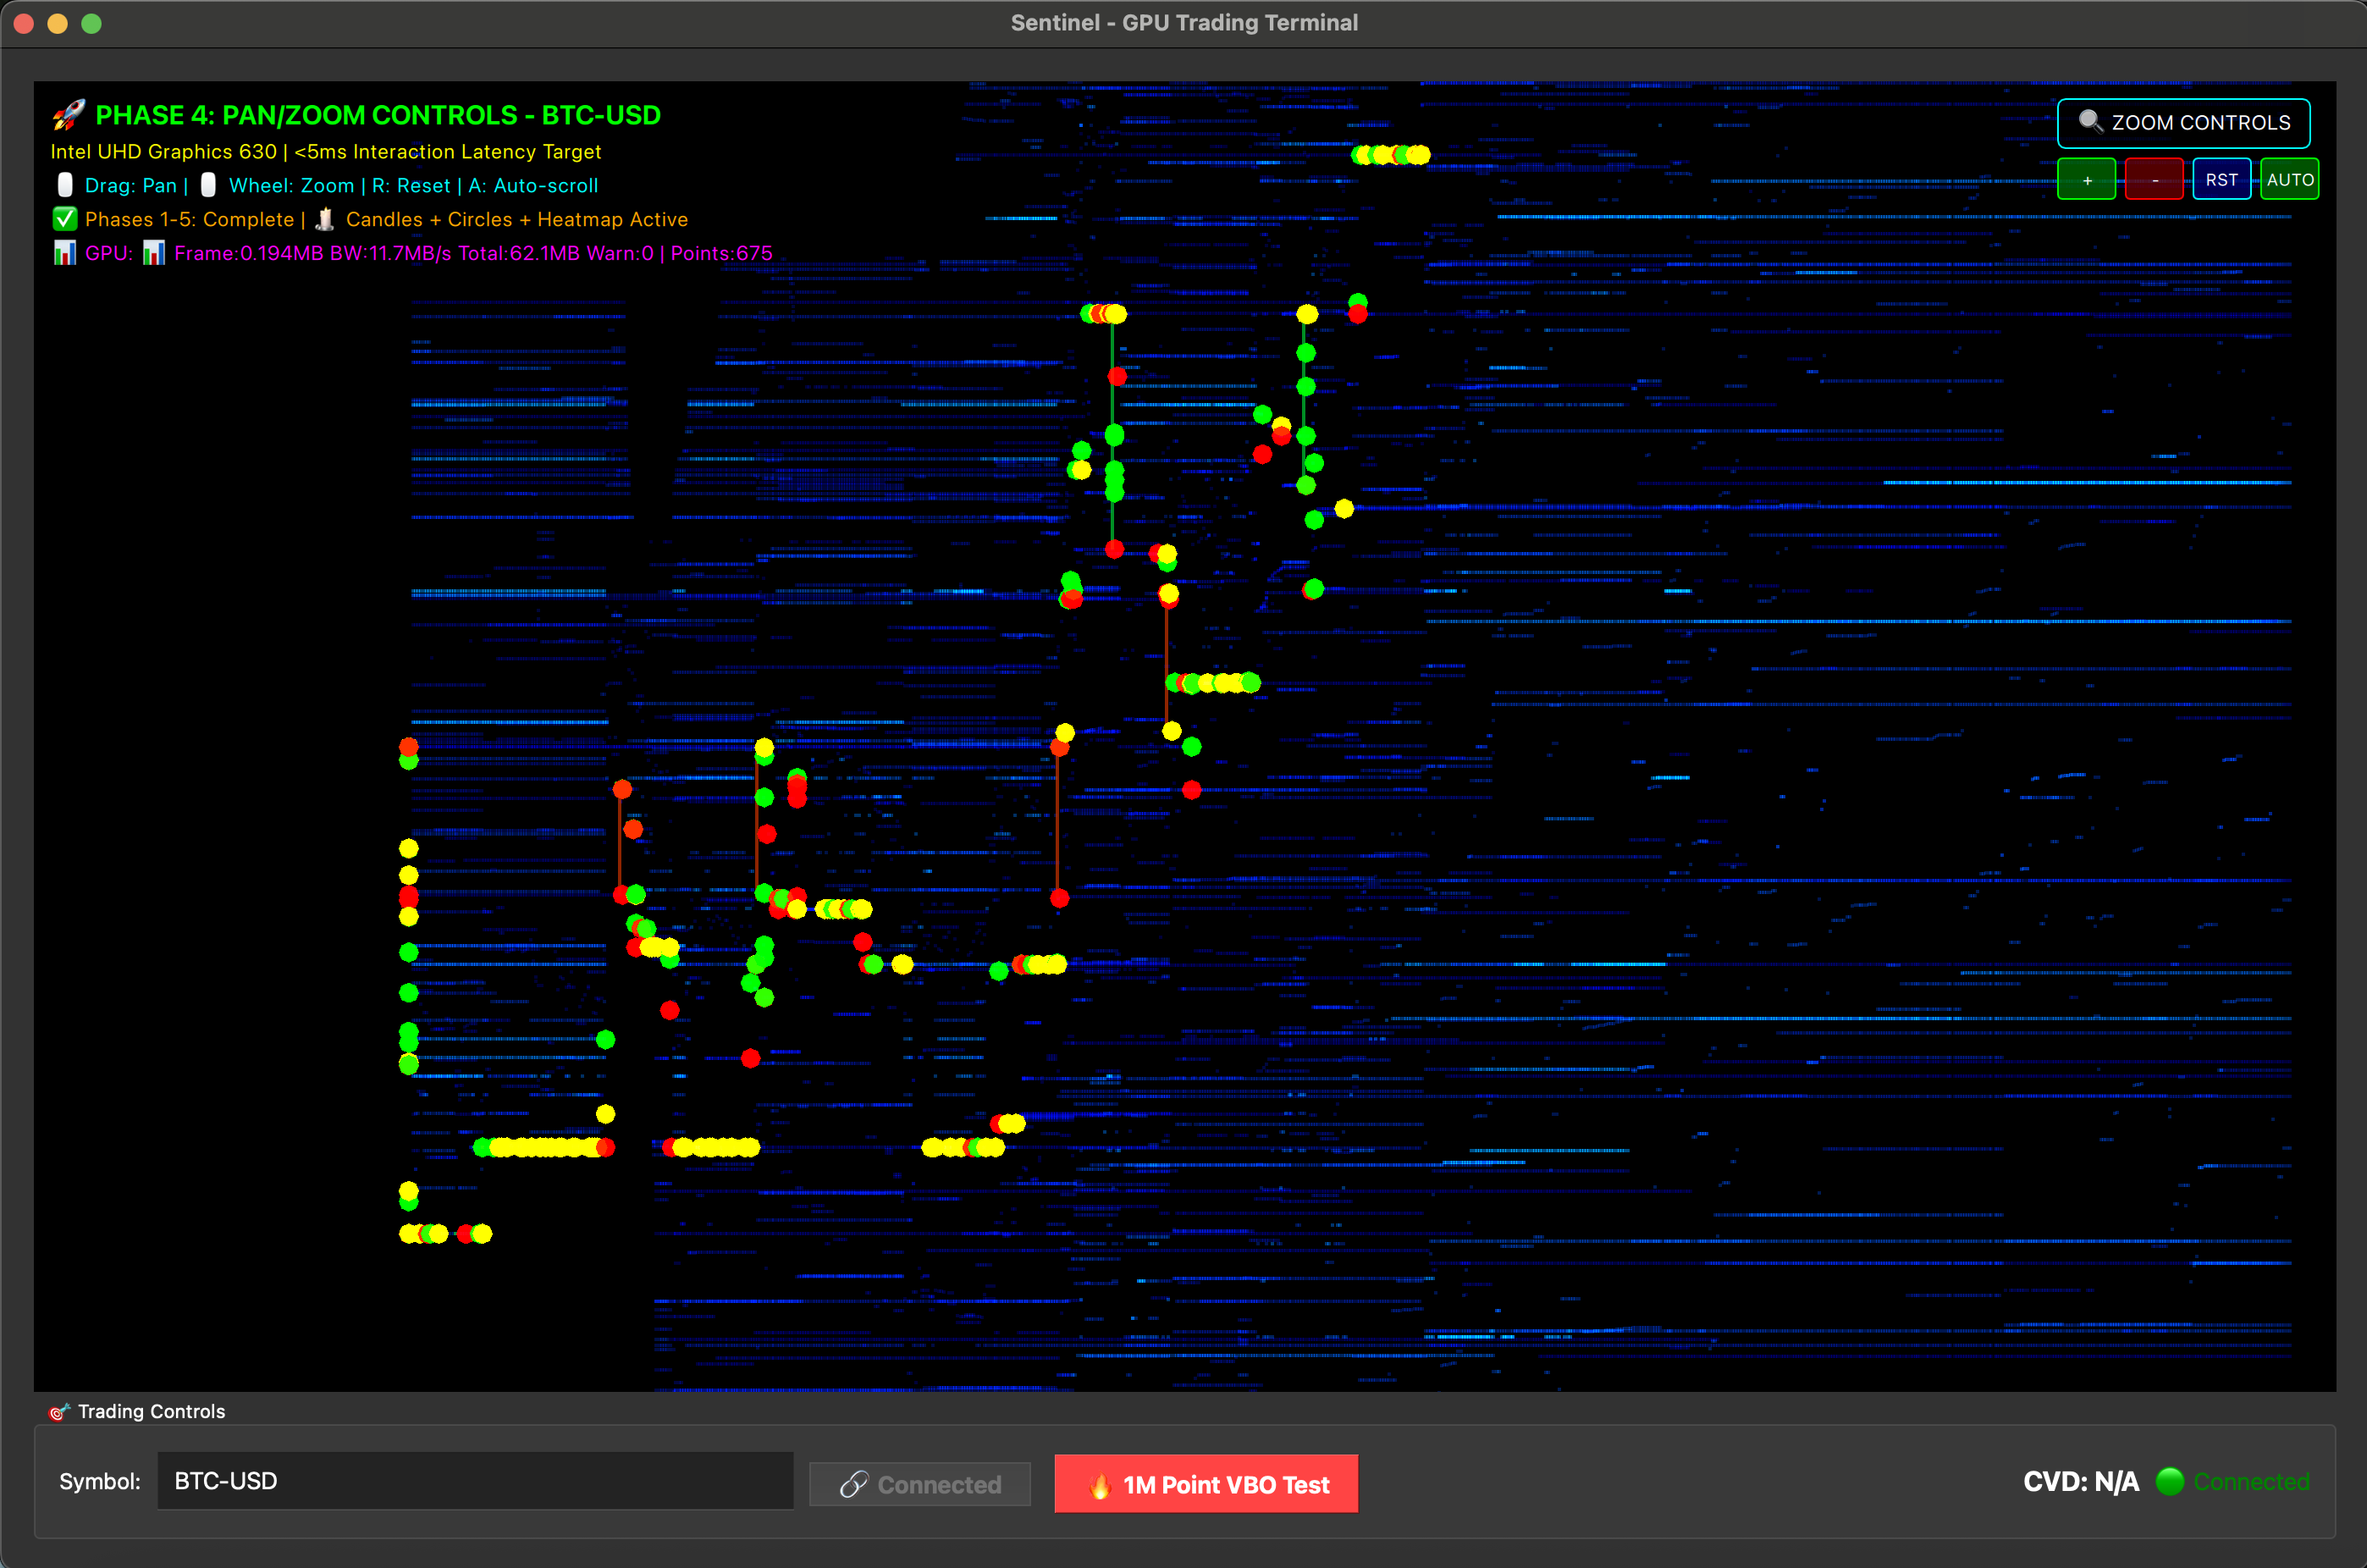 Sentinel - GPU Trading Terminal
🚀 PHASE 4: PAN/ZOOM CONTROLS - BTC-USD
Intel UHD Graphics 630 | <5ms Interaction Latency Target
Drag: Pan | Wheel: Zoom | R: Reset | A: Auto-scroll
✅ Phases 1-5: Complete | 🕯️ Candles + Circles + Heatmap Active
📊 GPU: 📊 Frame:0.194MB BW:11.7MB/s Total:62.1MB Warn:0 | Points:675
🔍 ZOOM CONTROLS
+ - RST AUTO
🎯 Trading Controls
Symbol: BTC-USD 🔗 Connected 🔥 1M Point VBO Test CVD: N/A 🟢 Connected